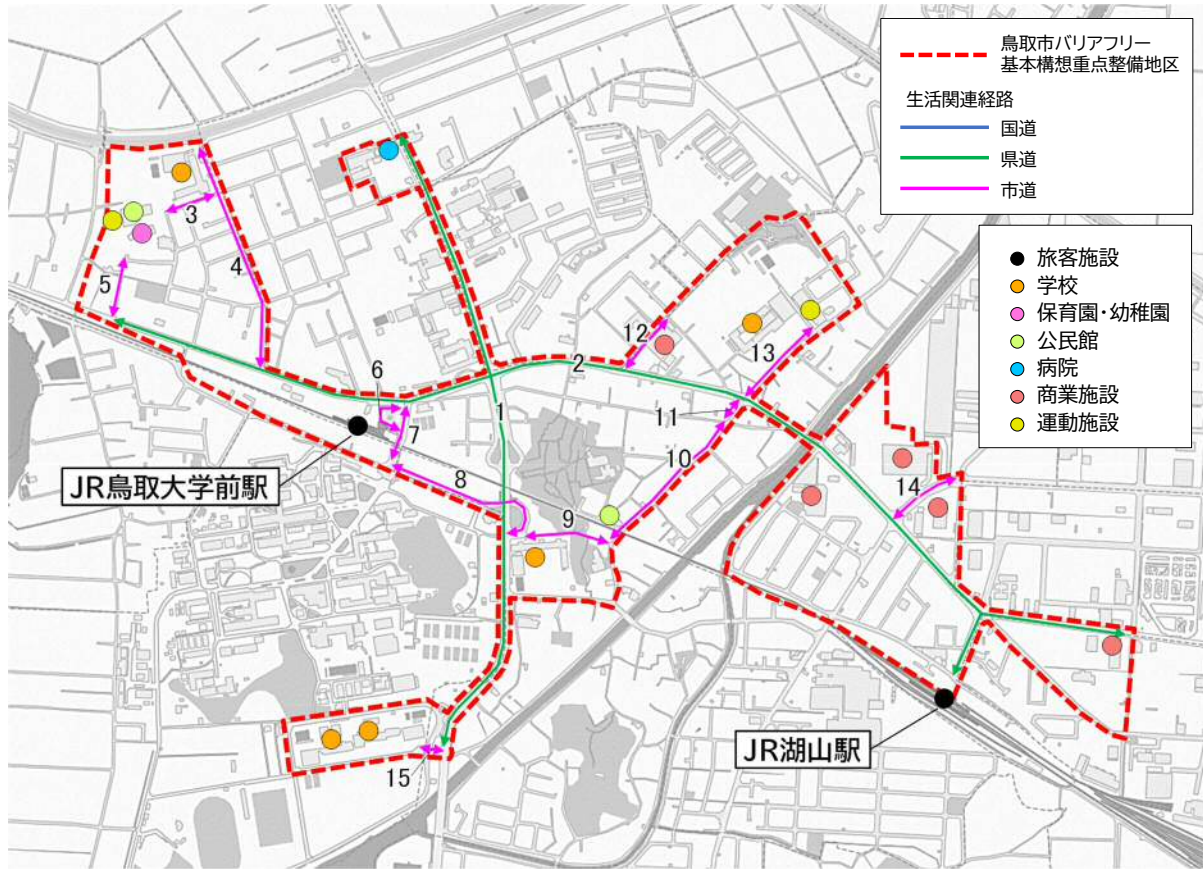 鳥取市バリアフリー
基本構想重点整備地区
生活関連経路
国道
県道
市道
旅客施設
学校
保育園・幼稚園
公民館
病院
商業施設
運動施設
3
4
5
12
13
2
6
1
11
7
10
JR鳥取大学前駅
8
14
9
JR湖山駅
15